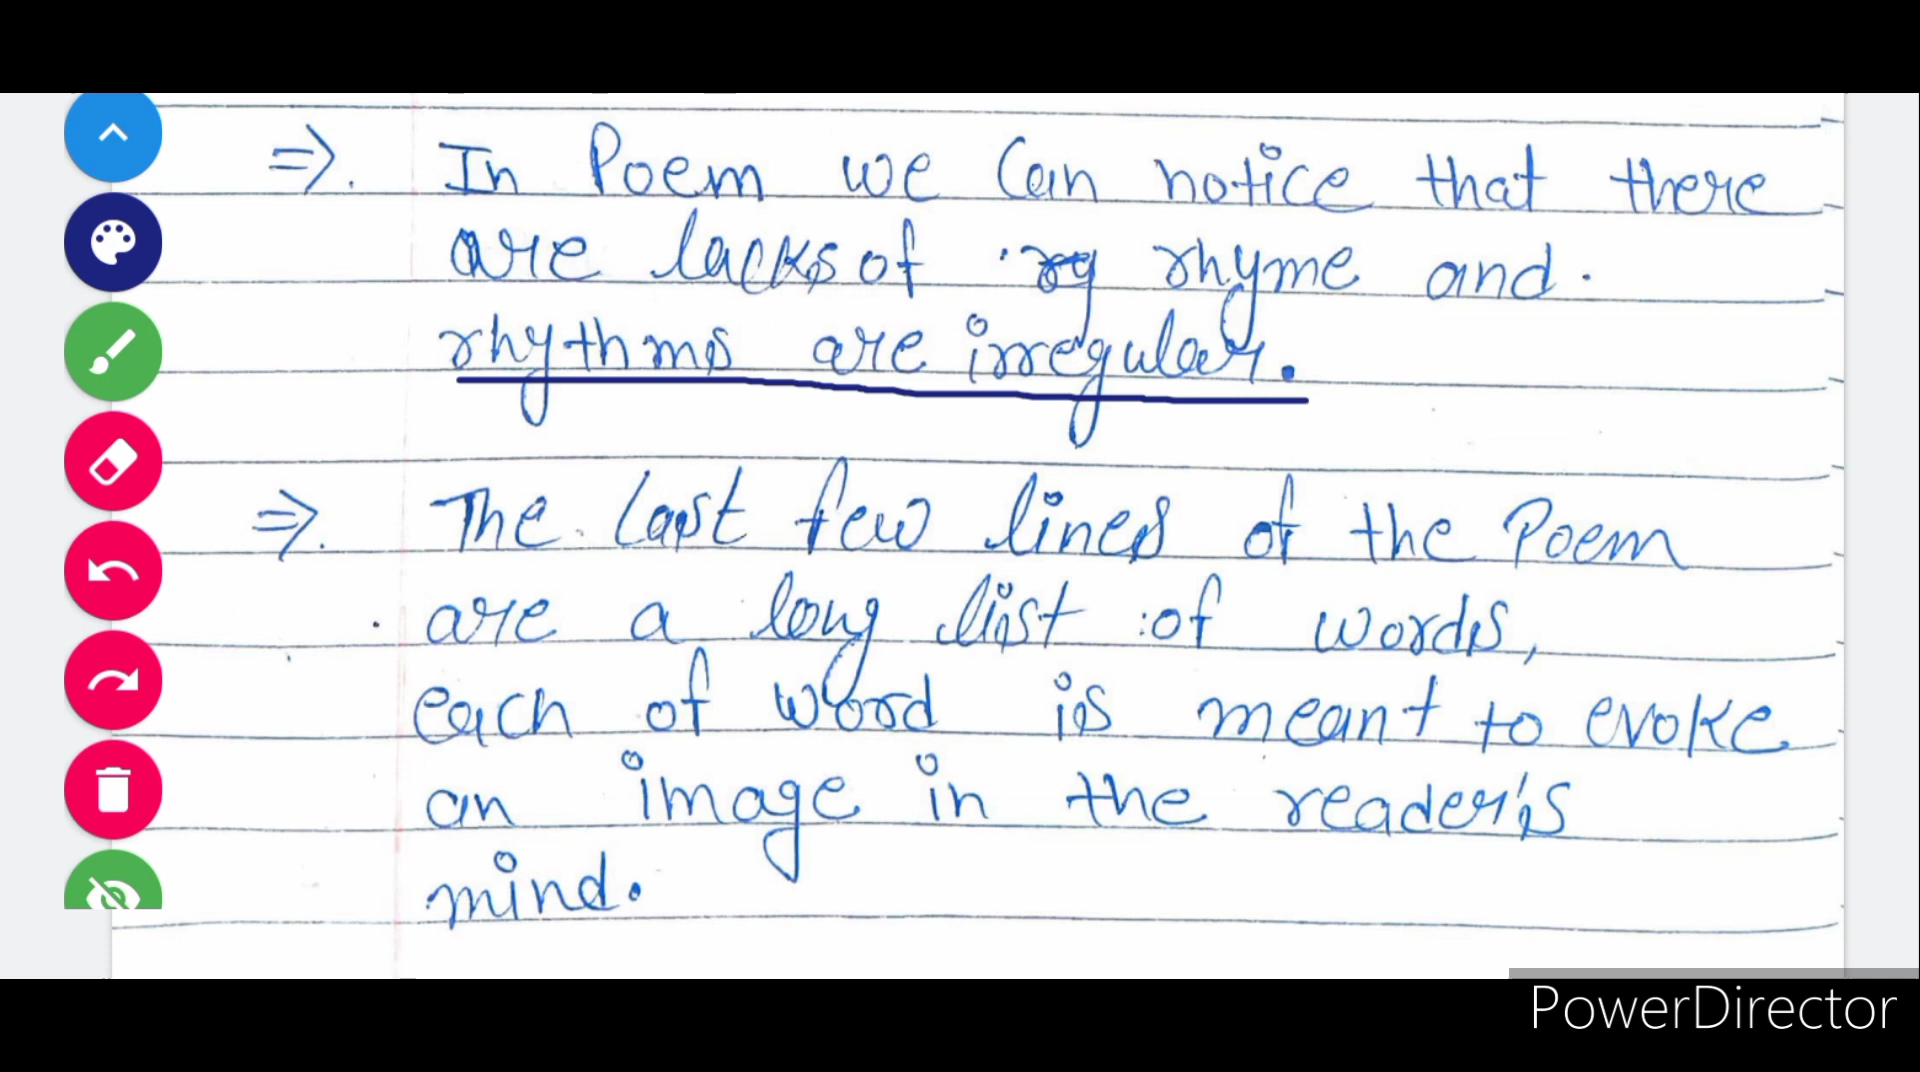 ⇒. In Poem we Can notice that there
are lacks of rhyme and.
rhythms are irregular.
⇒. The Last few lines of the Poem
are a long list of words,
each of word is meant to evoke
an image in the reader's
mind.
PowerDirector